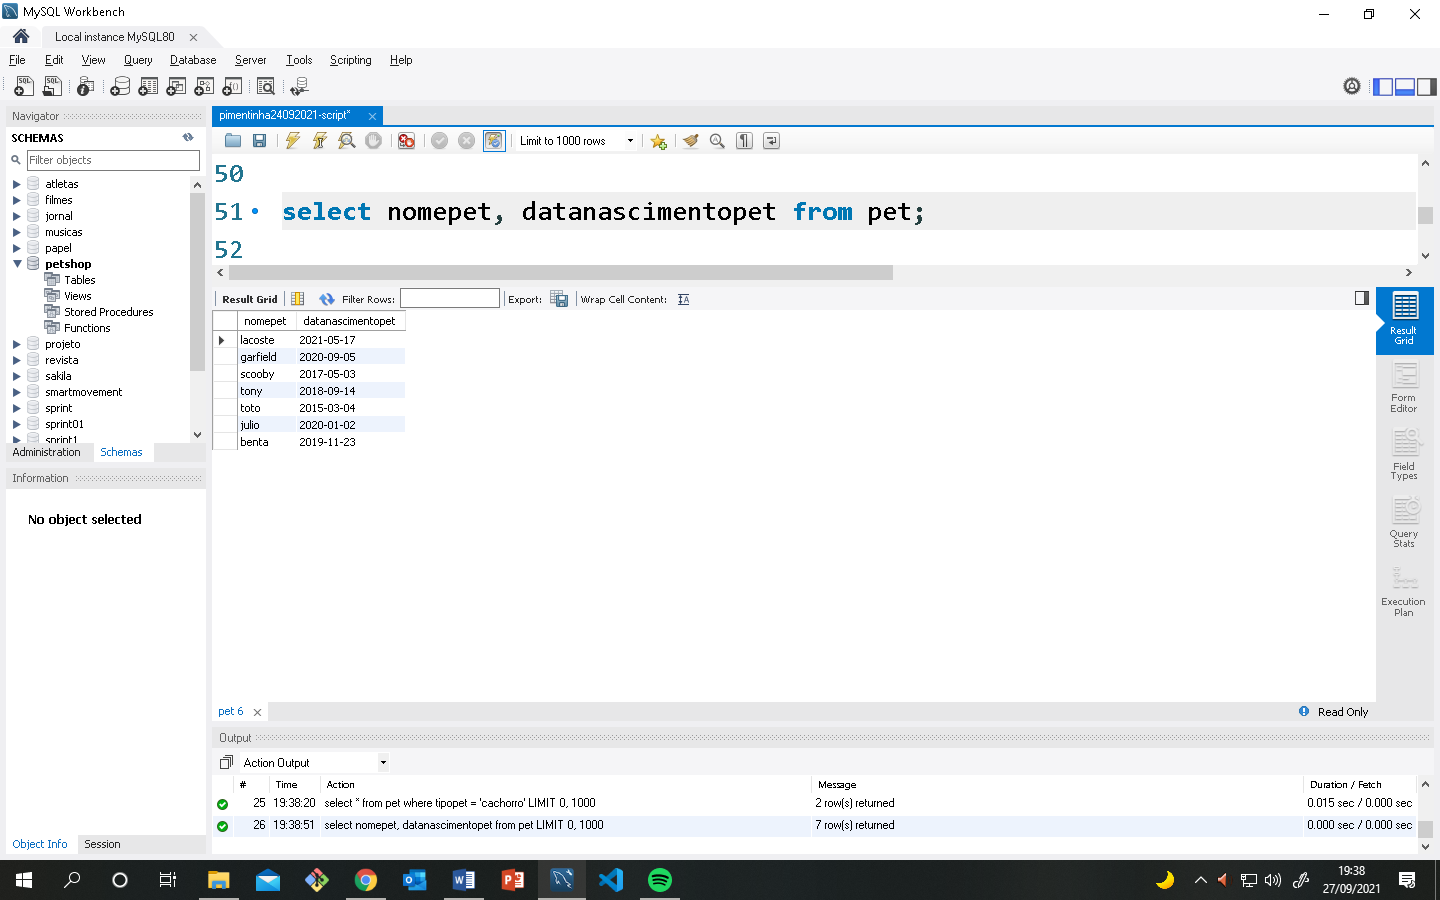 MySQL Workbench
Local instance MySQL80
File Edit View Query Database Server Tools Scripting Help
Navigator
SCHEMAS
Filter objects
atletas
filmes
jornal
musicas
papel
petshop
Tables
Views
Stored Procedures
Functions
projeto
revista
sakila
smartmovement
sprint
sprint01
sprint1
Administration Schemas
Information
No object selected
Object Info Session
pimentinha24092021-script*
Limit to 1000 rows
50
51 select nomepet, datanascimentopet from pet;
52
Result Grid Filter Rows: Export: Wrap Cell Content:
nomepet datanascimentopet
lacoste 2021-05-17
garfield 2020-09-05
scooby 2017-05-03
tony 2018-09-14
toto 2015-03-04
julio 2020-01-02
benta 2019-11-23
Result
Grid
Form
Editor
Field
Types
Query
Stats
Execution
Plan
pet 6 Read Only
Output
Action Output
# Time Action Message Duration / Fetch
25 19:38:20 select * from pet where tipopet = 'cachorro' LIMIT 0, 1000 2 row(s) returned 0.015 sec / 0.000 sec
26 19:38:51 select nomepet, datanascimentopet from pet LIMIT 0, 1000 7 row(s) returned 0.000 sec / 0.000 sec
19:38
27/09/2021